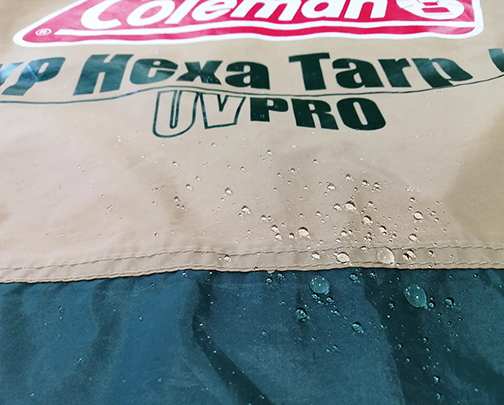 Coleman ®
Hexa Tarp
UVPRO